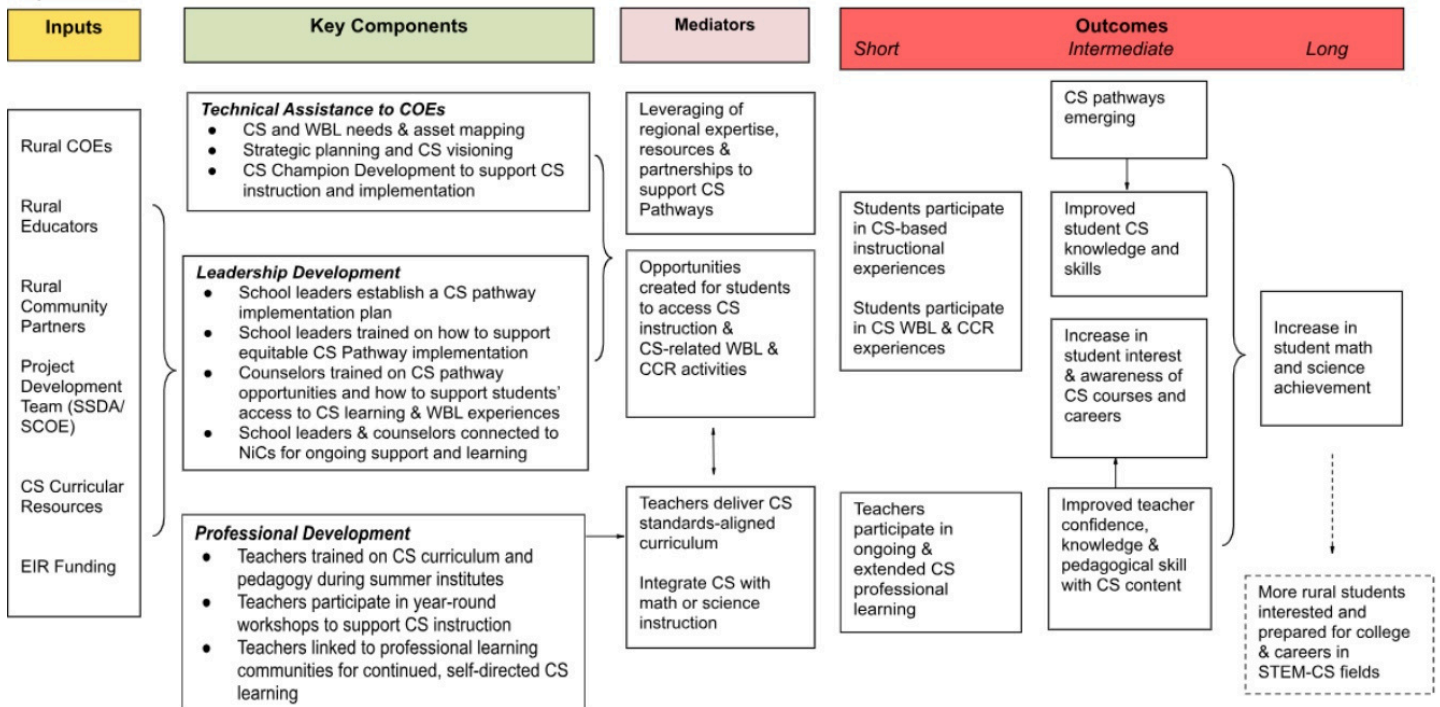 Inputs
Key Components
Mediators
Outcomes
Short
Intermediate
Long
Rural COEs
Rural
Educators
Rural
Community
Partners
Project
Development
Team (SSDA/
SCOE)
CS Curricular
Resources
EIR Funding
Technical Assistance to COEs
● CS and WBL needs & asset mapping
● Strategic planning and CS visioning
● CS Champion Development to support CS
instruction and implementation
Leadership Development
● School leaders establish a CS pathway
implementation plan
● School leaders trained on how to support
equitable CS Pathway implementation
● Counselors trained on CS pathway
opportunities and how to support students’
access to CS learning & WBL experiences
● School leaders & counselors connected to
NiCs for ongoing support and learning
Professional Development
● Teachers trained on CS curriculum and
pedagogy during summer institutes
● Teachers participate in year-round
workshops to support CS instruction
● Teachers linked to professional learning
communities for continued, self-directed CS
learning
Leveraging of
regional expertise,
resources &
partnerships to
support CS
Pathways
Opportunities
created for students
to access CS
instruction &
CS-related WBL &
CCR activities
Teachers deliver CS
standards-aligned
curriculum
Integrate CS with
math or science
instruction
Students participate
in CS-based
instructional
experiences
Students participate
in CS WBL & CCR
experiences
Teachers
participate in
ongoing &
extended CS
professional
learning
CS pathways
emerging
Improved
student CS
knowledge and
skills
Increase in
student interest
& awareness of
CS courses and
careers
Improved teacher
confidence,
knowledge &
pedagogical skill
with CS content
Increase in
student math
and science
achievement
More rural students
interested and
prepared for college
& careers in
STEM-CS fields